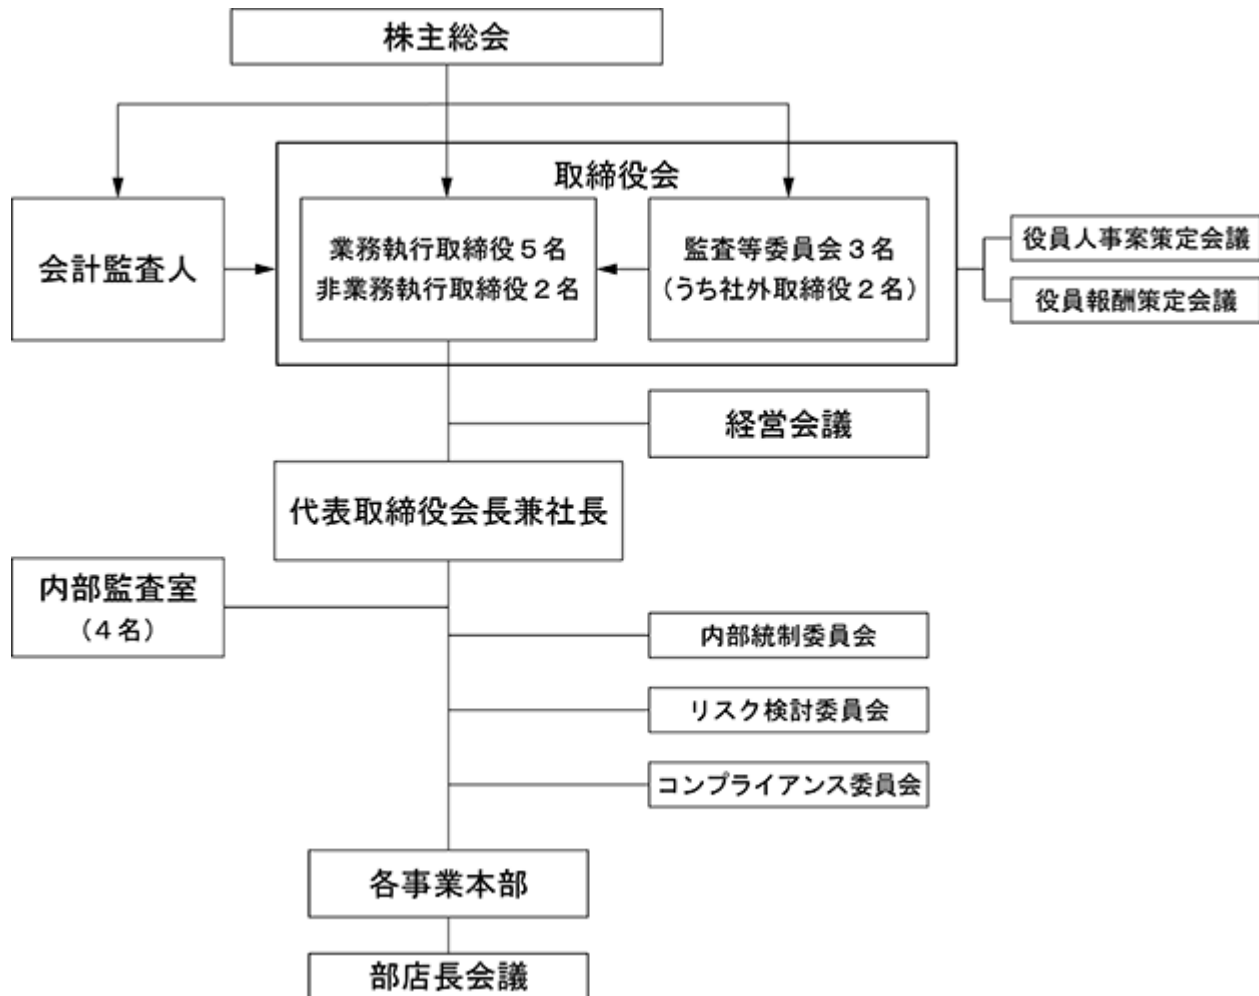 株主総会
取締役会
会計監査人
業務執行取締役５名
非業務執行取締役２名
監査等委員会３名
（うち社外取締役２名）
役員人事案策定会議
役員報酬策定会議
経営会議
代表取締役会長兼社長
内部監査室
（４名）
内部統制委員会
リスク検討委員会
コンプライアンス委員会
各事業本部
部店長会議